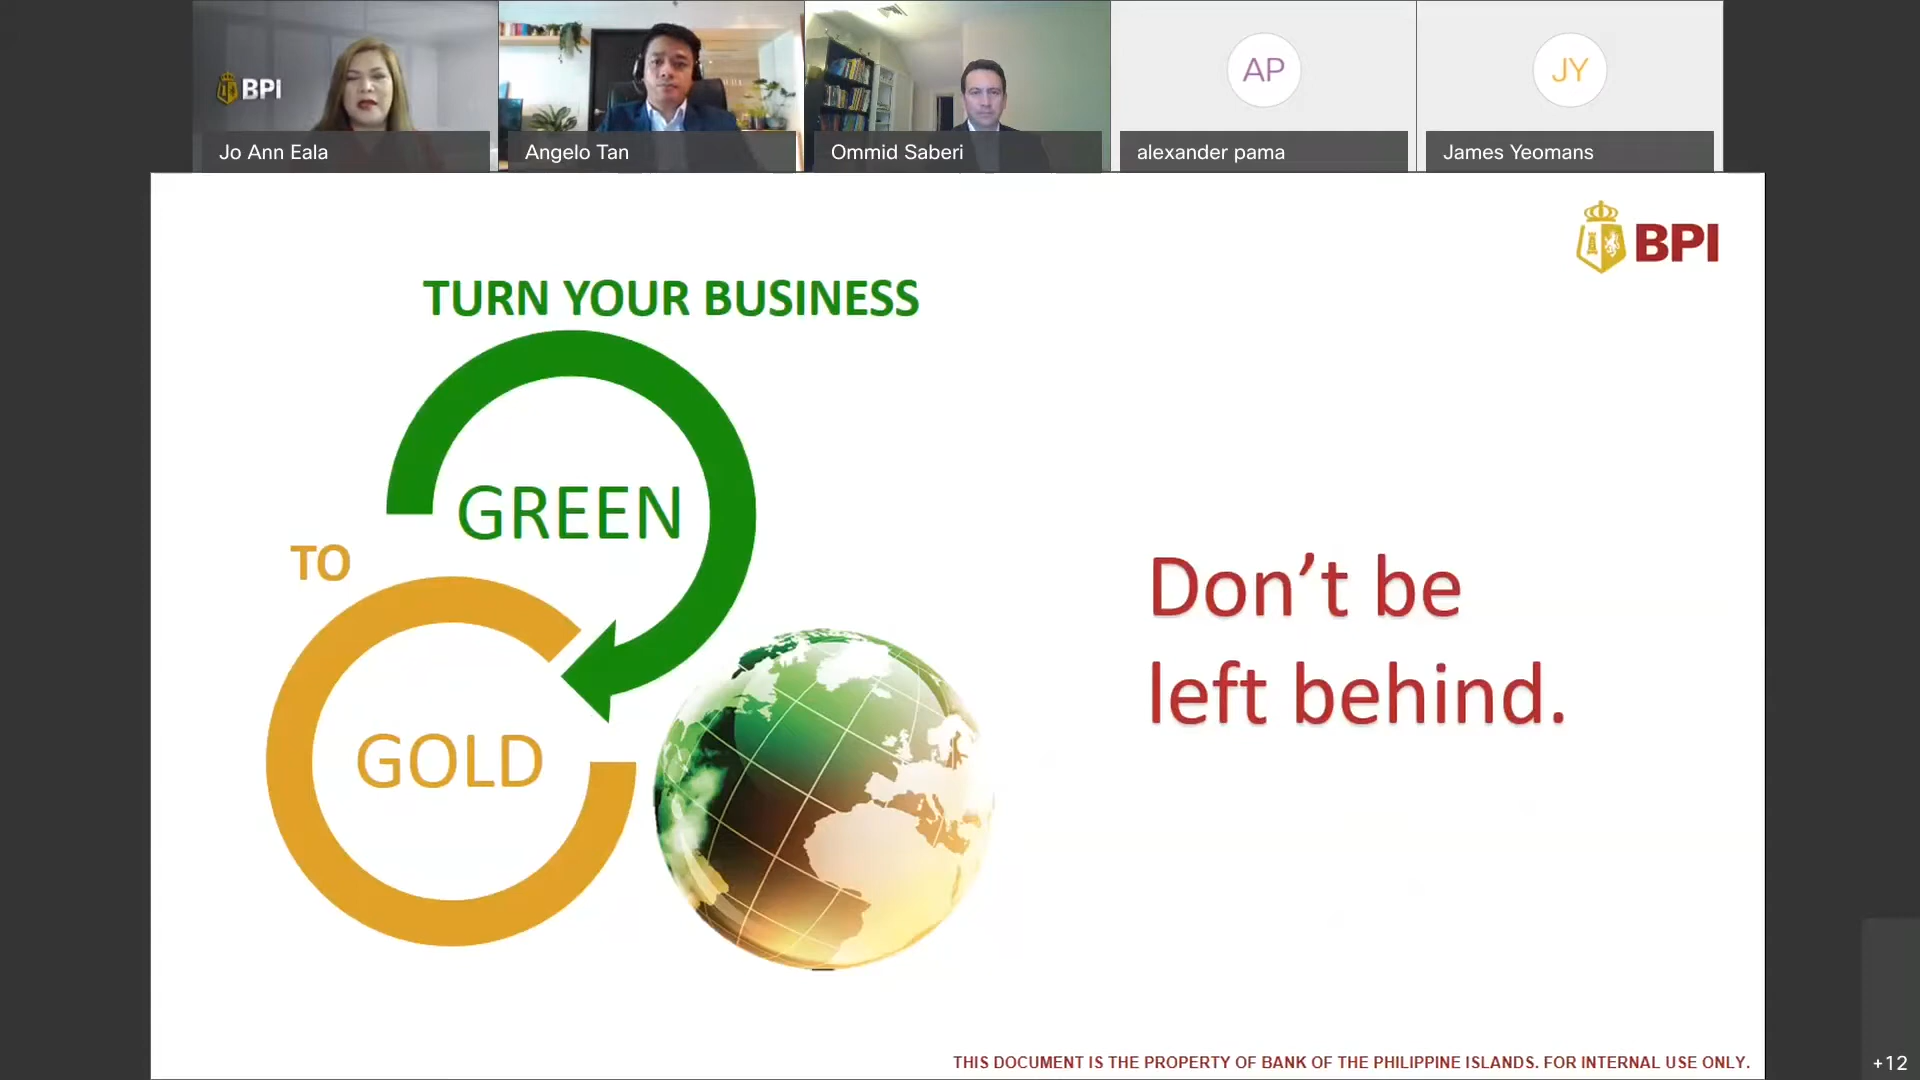 BPI
Jo Ann Eala
Angelo Tan
Ommid Saberi
AP
alexander pama
JY
James Yeomans
BPI
TURN YOUR BUSINESS
GREEN
TO
GOLD
Don’t be
left behind.
THIS DOCUMENT IS THE PROPERTY OF BANK OF THE PHILIPPINE ISLANDS. FOR INTERNAL USE ONLY.
+12